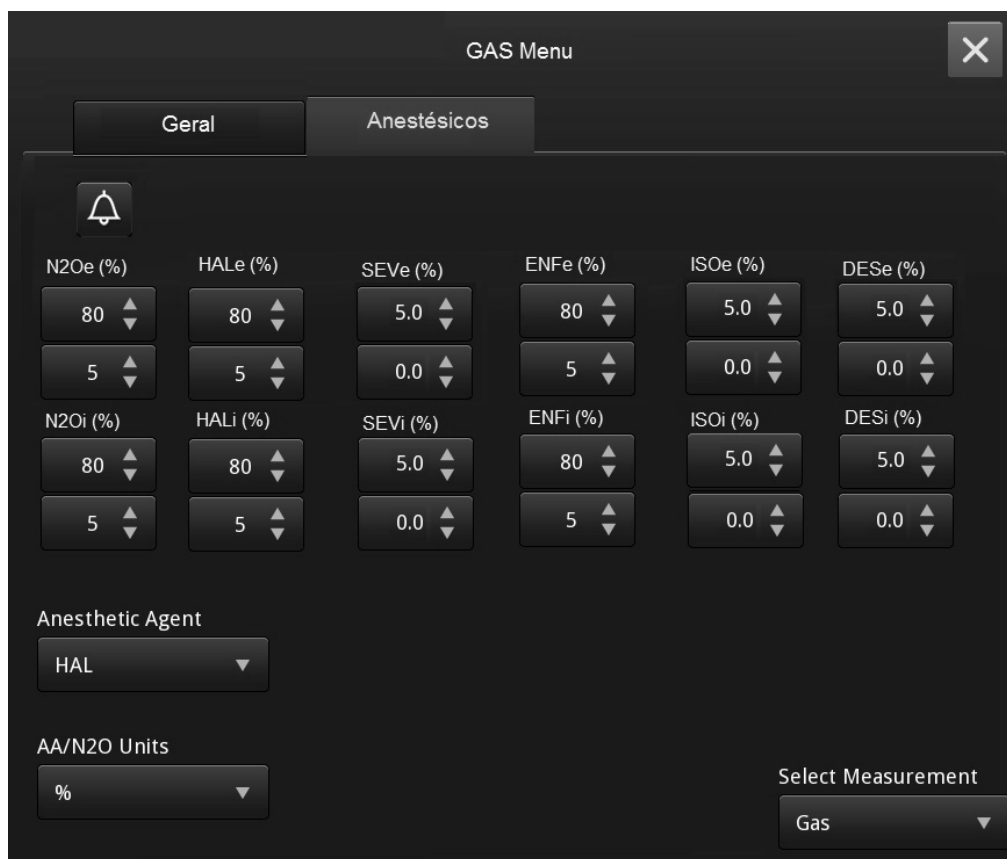 GAS Menu
Geral Anestésicos
N2Oe (%) HALe (%) SEVe (%) ENFe (%) ISOe (%) DESe (%)
80 80 5.0 80 5.0 5.0
5 5 0.0 5 0.0 0.0
N2Oi (%) HALi (%) SEVi (%) ENFi (%) ISOi (%) DESi (%)
80 80 5.0 80 5.0 5.0
5 5 0.0 5 0.0 0.0
Anesthetic Agent
HAL
AA/N2O Units
%
Select Measurement
Gas